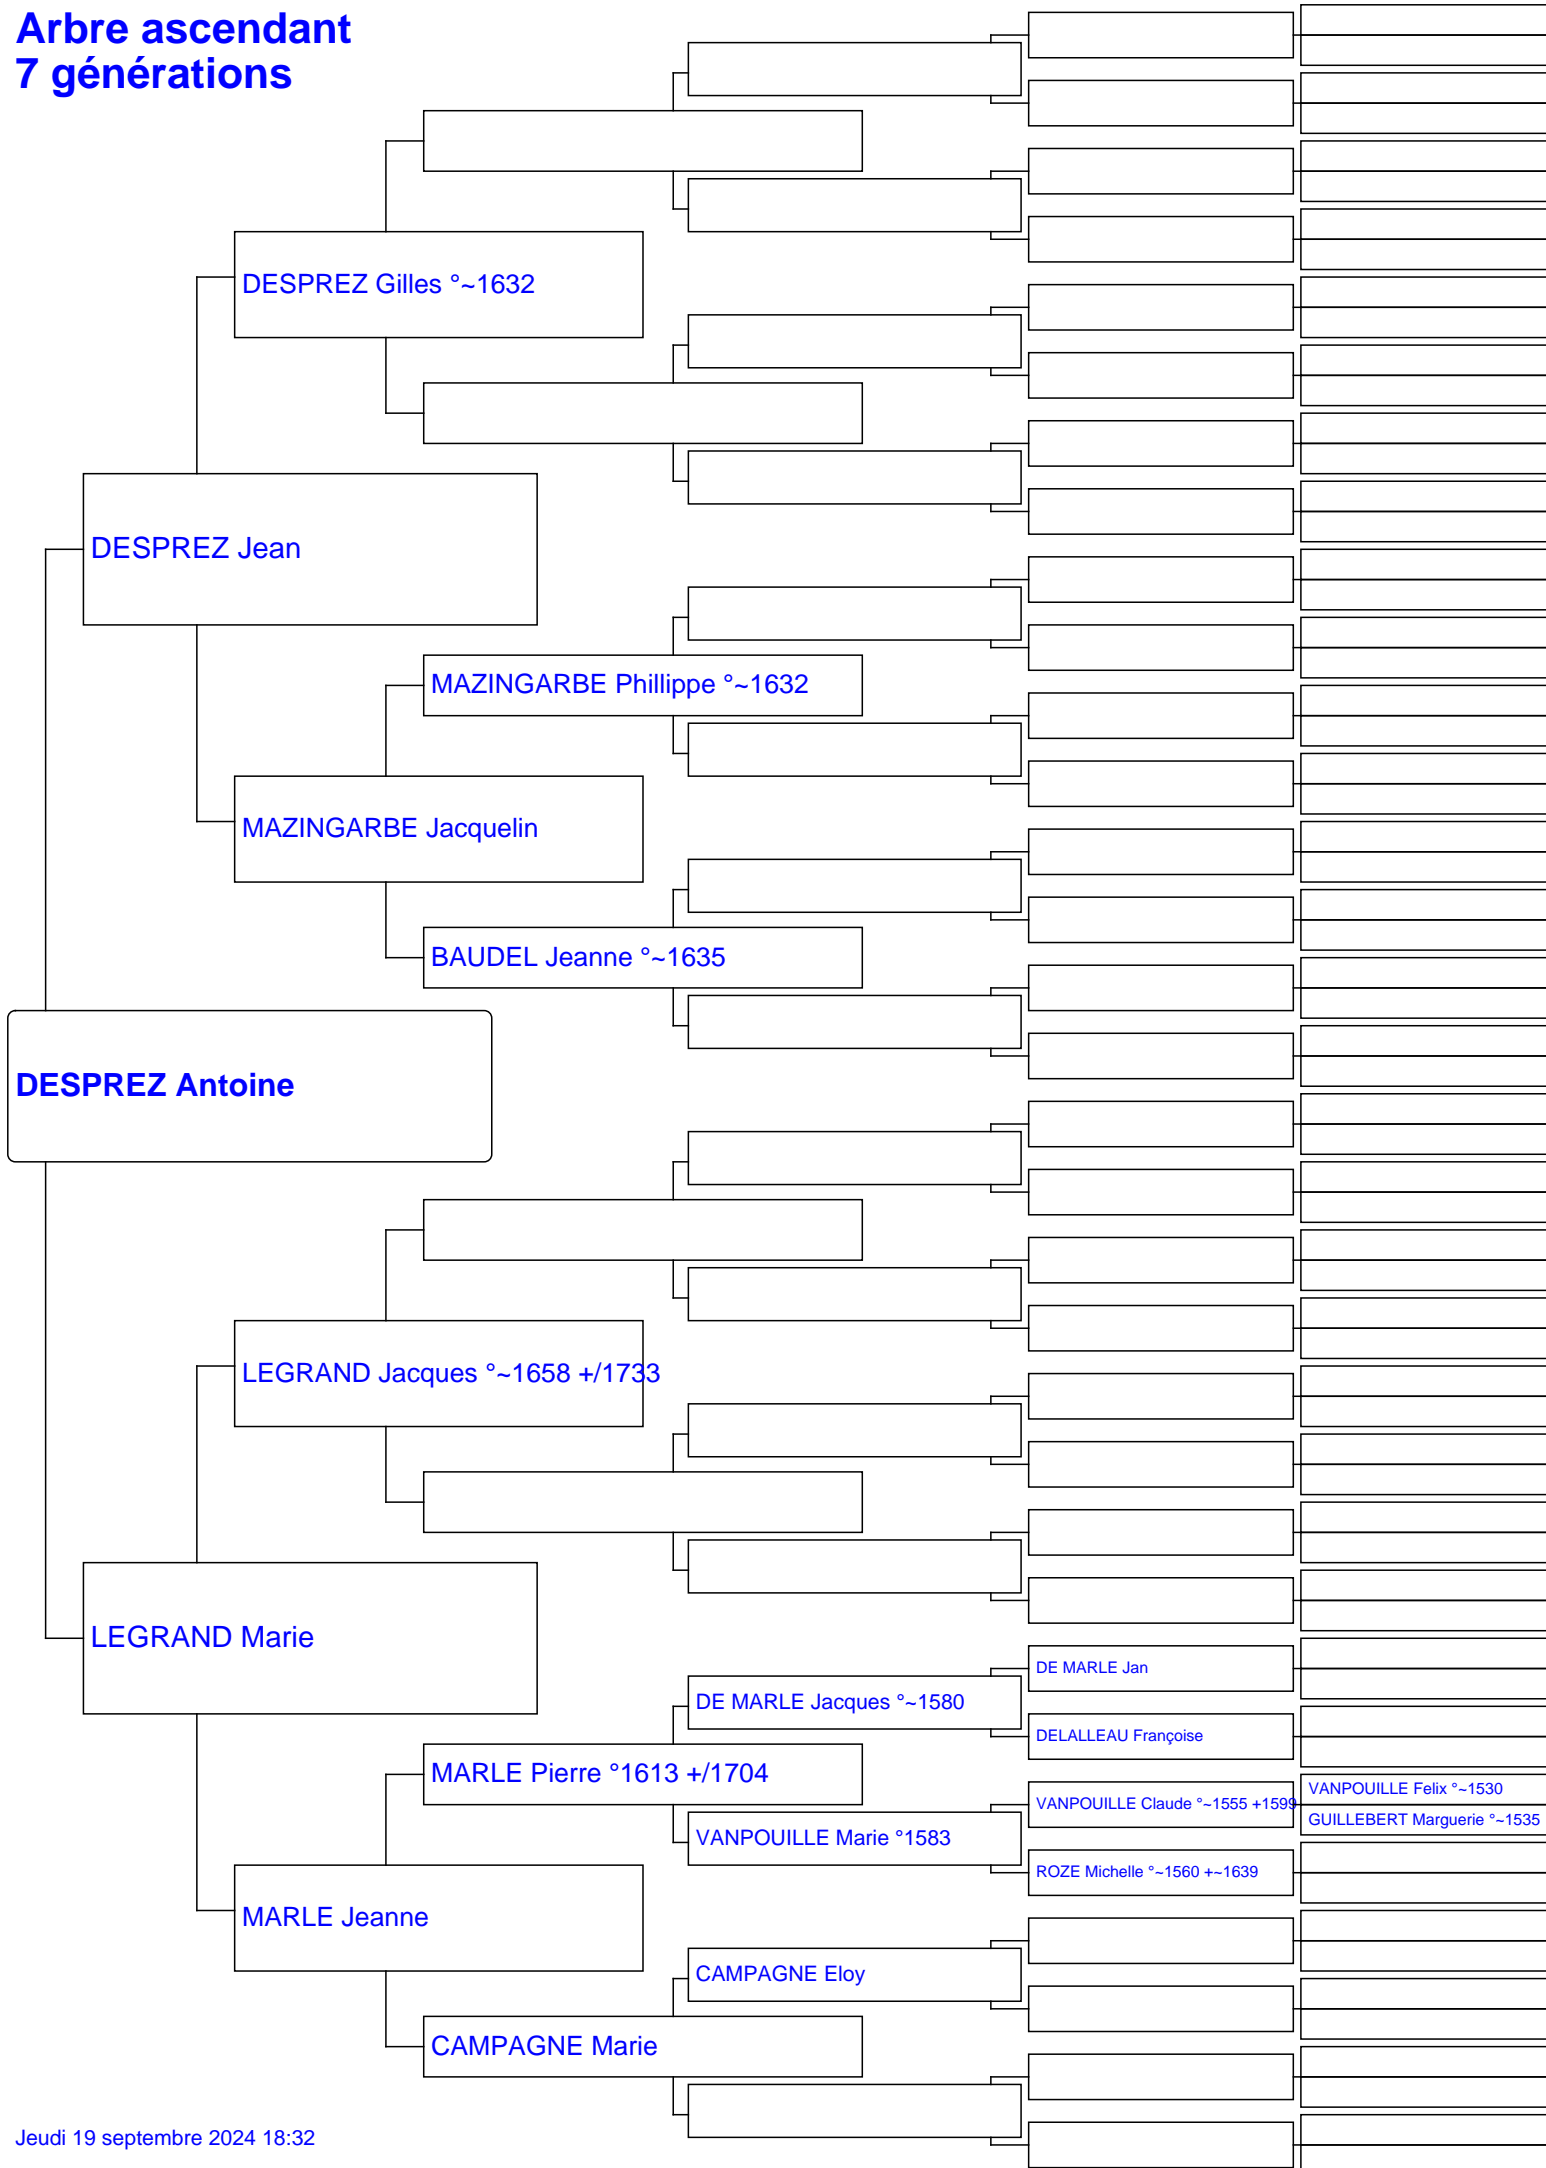 Arbre ascendant
7 générations
DESPREZ Gilles °~1632
DESPREZ Jean
MAZINGARBE Phillippe °~1632
MAZINGARBE Jacquelin
BAUDEL Jeanne °~1635
DESPREZ Antoine
LEGRAND Jacques °~1658 +/1733
LEGRAND Marie
DE MARLE Jan
DE MARLE Jacques °~1580
DELALLEAU Françoise
MARLE Pierre °1613 +/1704
VANPOUILLE Felix °~1530
VANPOUILLE Claude °~1555 +1599
GUILLEBERT Marguerie °~1535
VANPOUILLE Marie °1583
ROZE Michelle °~1560 +~1639
MARLE Jeanne
CAMPAGNE Eloy
CAMPAGNE Marie
Jeudi 19 septembre 2024 18:32